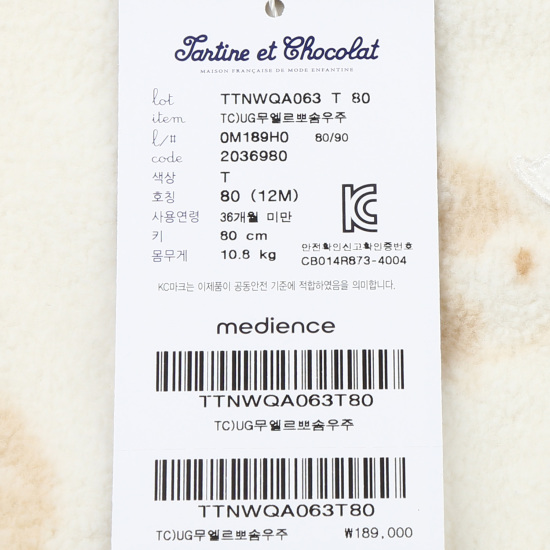 Tartine et Chocolat
MAISON FRANÇAISE DE MODE ENFANTINE
lot TTNWQA063 T 80
item TC)UG무엘르뽀솜우주
l/# 0M189H0 80/90
code 2036980
색상 T
호칭 80 (12M)
사용연령 36개월 미만
키 80 cm
몸무게 10.8 kg
안전확인신고확인증번호
CB014R873-4004
KC마크는 이제품이 공동안전 기준에 적합하였음을 의미합니다.
medience
TTNWQA063T80
TC)UG무엘르뽀솜우주
TTNWQA063T80
TC)UG무엘르뽀솜우주 ₩189,000